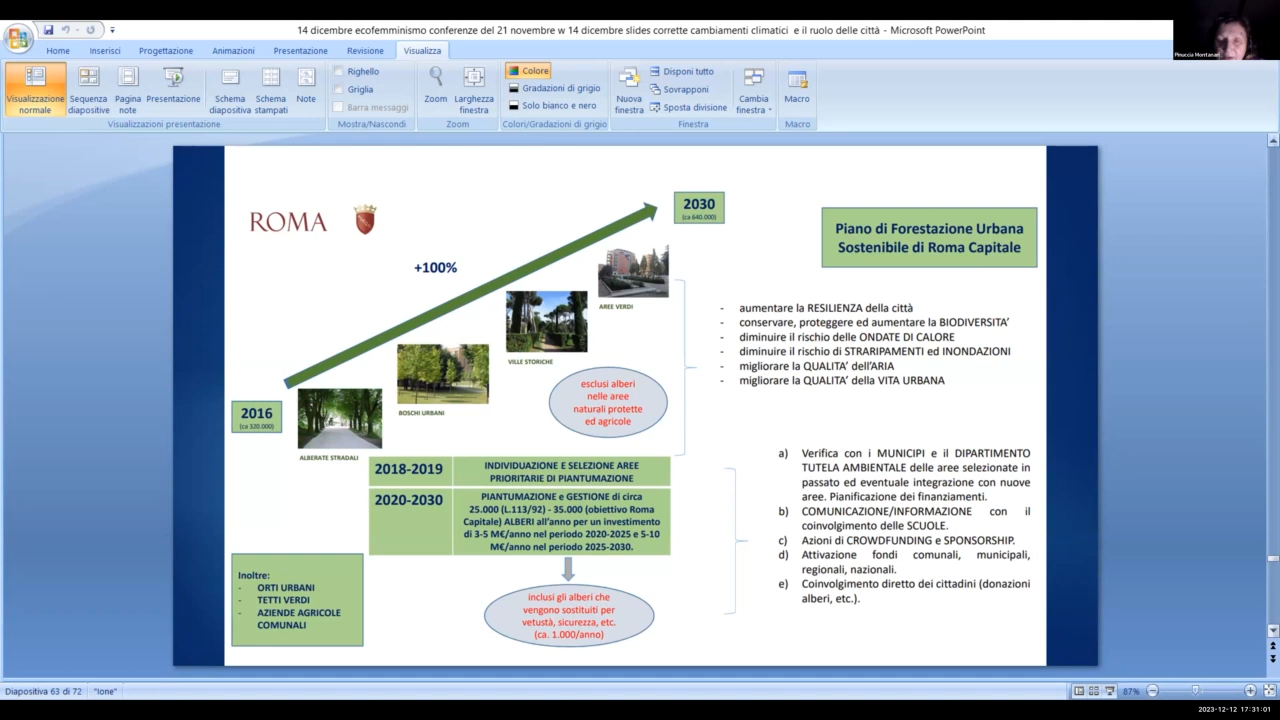 14 dicembre ecofemminismo conferenze del 21 novembre w 14 dicembre slides corrette cambiamenti climatici e il ruolo delle città - Microsoft PowerPoint
Pinuccia Montanari
Home Inserisci Progettazione Animazioni Presentazione Revisione Visualizza
Visualizzazione normale
Sequenza diapositive
Pagina note
Presentazione
Schema diapositiva
Schema stampati
Note
Visualizzazioni presentazione
Righello
Griglia
Barra messaggi
Mostra/Nascondi
Zoom
Larghezza finestra
Zoom
Colore
Gradazioni di grigio
Solo bianco e nero
Colori/Gradazioni di grigio
Nuova finestra
Disponi tutto
Sovrapponi
Sposta divisione
Cambia finestra
Finestra
Macro
Macro
ROMA
2030
(ca 640.000)
Piano di Forestazione Urbana
Sostenibile di Roma Capitale
+100%
AREE VERDI
VILLE STORICHE
BOSCHI URBANI
ALBERATE STRADALI
2016
(ca 320.000)
esclusi alberi
nelle aree
naturali protette
ed agricole
- aumentare la RESILIENZA della città
- conservare, proteggere ed aumentare la BIODIVERSITA'
- diminuire il rischio delle ONDATE DI CALORE
- diminuire il rischio di STRARIPAMENTI ed INONDAZIONI
- migliorare la QUALITA' dell'ARIA
- migliorare la QUALITA' della VITA URBANA
2018-2019
INDIVIDUAZIONE E SELEZIONE AREE
PRIORITARIE DI PIANTUMAZIONE
2020-2030
PIANTUMAZIONE e GESTIONE di circa
25.000 (L.113/92) - 35.000 (obiettivo Roma
Capitale) ALBERI all'anno per un investimento
di 3-5 M€/anno nel periodo 2020-2025 e 5-10
M€/anno nel periodo 2025-2030.
inclusi gli alberi che
vengono sostituiti per
vetustà, sicurezza, etc.
(ca. 1.000/anno)
Inoltre:
- ORTI URBANI
- TETTI VERDI
- AZIENDE AGRICOLE
COMUNALI
a) Verifica con i MUNICIPI e il DIPARTIMENTO
TUTELA AMBIENTALE delle aree selezionate in
passato ed eventuale integrazione con nuove
aree. Pianificazione dei finanziamenti.
b) COMUNICAZIONE/INFORMAZIONE con il
coinvolgimento delle SCUOLE.
c) Azioni di CROWDFUNDING e SPONSORSHIP.
d) Attivazione fondi comunali, municipali,
regionali, nazionali.
e) Coinvolgimento diretto dei cittadini (donazioni
alberi, etc.).
Diapositiva 63 di 72 "Ione" 87%
2023-12-12 17:31:01